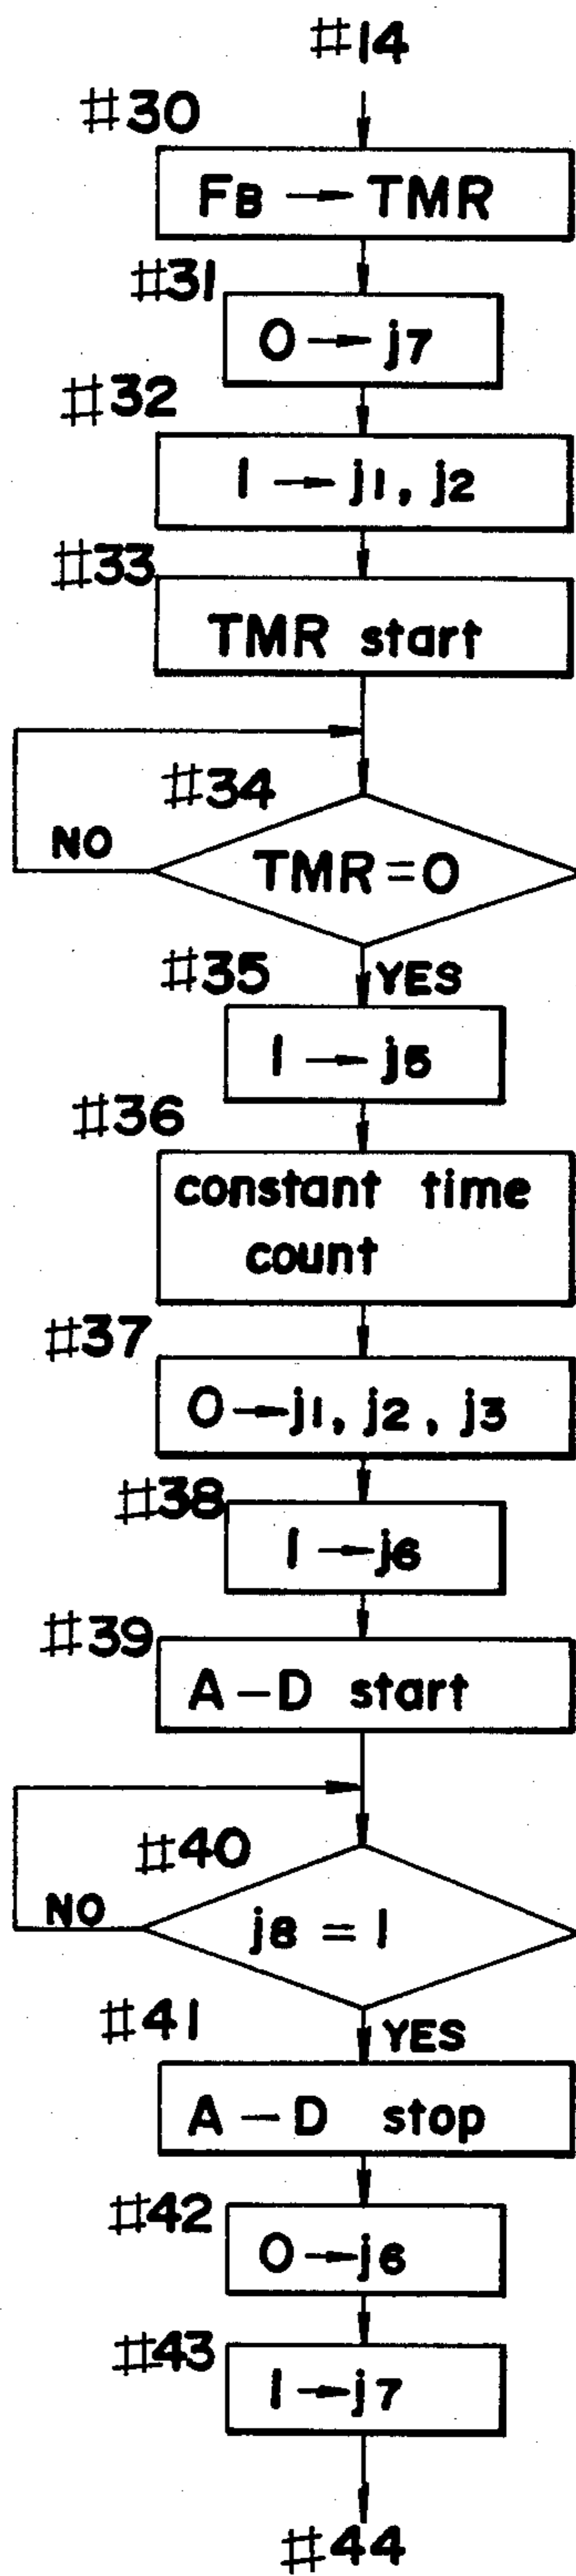 #14
#30
FB → TMR
#31
0 → j7
#32
1 → j1, j2
#33
TMR start
#34
NO
TMR=0
#35
YES
1 → j5
#36
constant time
count
#37
0 → j1, j2, j3
#38
1 → j6
#39
A-D start
#40
NO
j8 = 1
#41
YES
A-D stop
#42
0 → j6
#43
1 → j7
#44